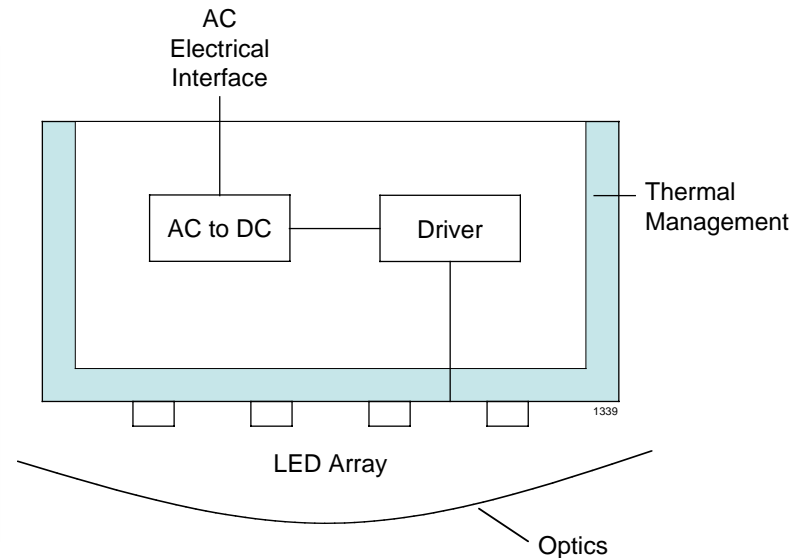 AC
Electrical
Interface
AC to DC
Driver
Thermal
Management
1339
LED Array
Optics